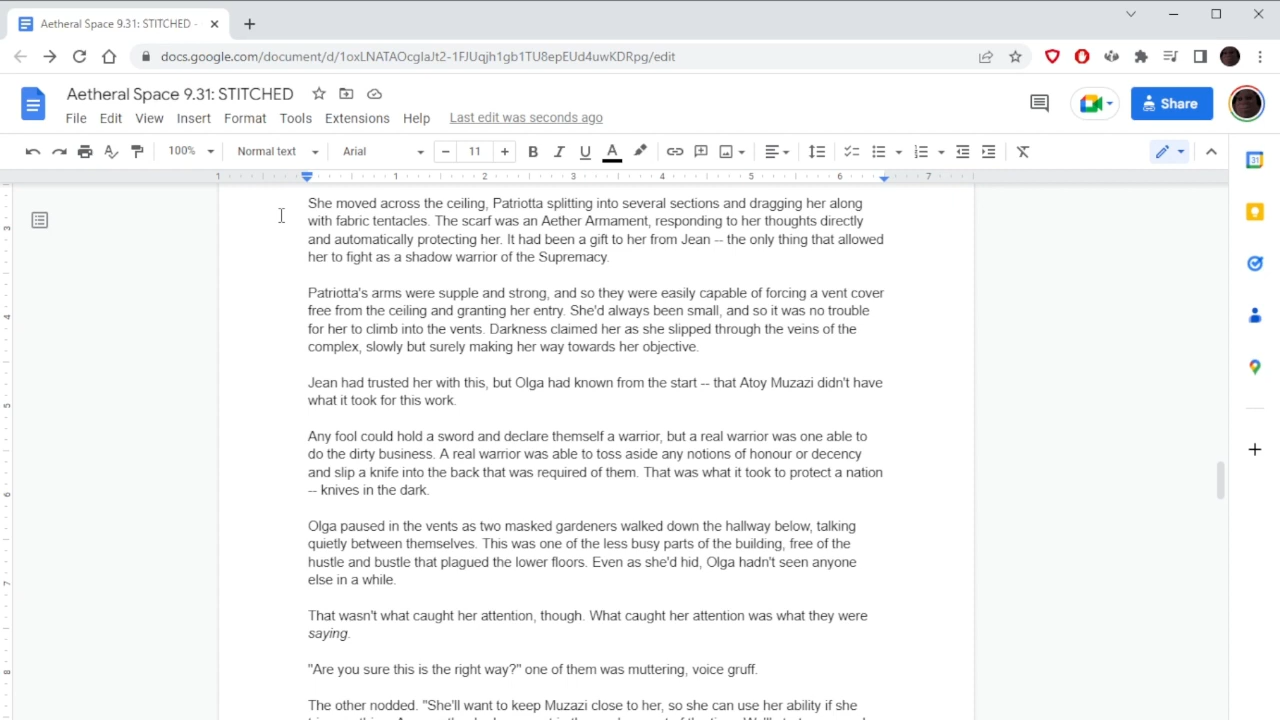 Aetheral Space 9.31: STITCHED -
docs.google.com/document/d/1oxLNATAOcgIaJt2-1FJUqjh1gb1TU8epEUd4uwKDRpg/edit
Aetheral Space 9.31: STITCHED
Share
File Edit View Insert Format Tools Extensions Help Last edit was seconds ago
100% Normal text Arial 11
1 1 2 3 4 5 6 7
She moved across the ceiling, Patriotta splitting into several sections and dragging her along
with fabric tentacles. The scarf was an Aether Armament, responding to her thoughts directly
and automatically protecting her. It had been a gift to her from Jean -- the only thing that allowed
her to fight as a shadow warrior of the Supremacy.
Patriotta's arms were supple and strong, and so they were easily capable of forcing a vent cover
free from the ceiling and granting her entry. She'd always been small, and so it was no trouble
for her to climb into the vents. Darkness claimed her as she slipped through the veins of the
complex, slowly but surely making her way towards her objective.
Jean had trusted her with this, but Olga had known from the start -- that Atoy Muzazi didn't have
what it took for this work.
Any fool could hold a sword and declare themself a warrior, but a real warrior was one able to
do the dirty business. A real warrior was able to toss aside any notions of honour or decency
and slip a knife into the back that was required of them. That was what it took to protect a nation
-- knives in the dark.
Olga paused in the vents as two masked gardeners walked down the hallway below, talking
quietly between themselves. This was one of the less busy parts of the building, free of the
hustle and bustle that plagued the lower floors. Even as she'd hid, Olga hadn't seen anyone
else in a while.
That wasn't what caught her attention, though. What caught her attention was what they were
saying.
"Are you sure this is the right way?" one of them was muttering, voice gruff.
The other nodded. "She'll want to keep Muzazi close to her, so she can use her ability if she
3
4
5
6
7
8
31